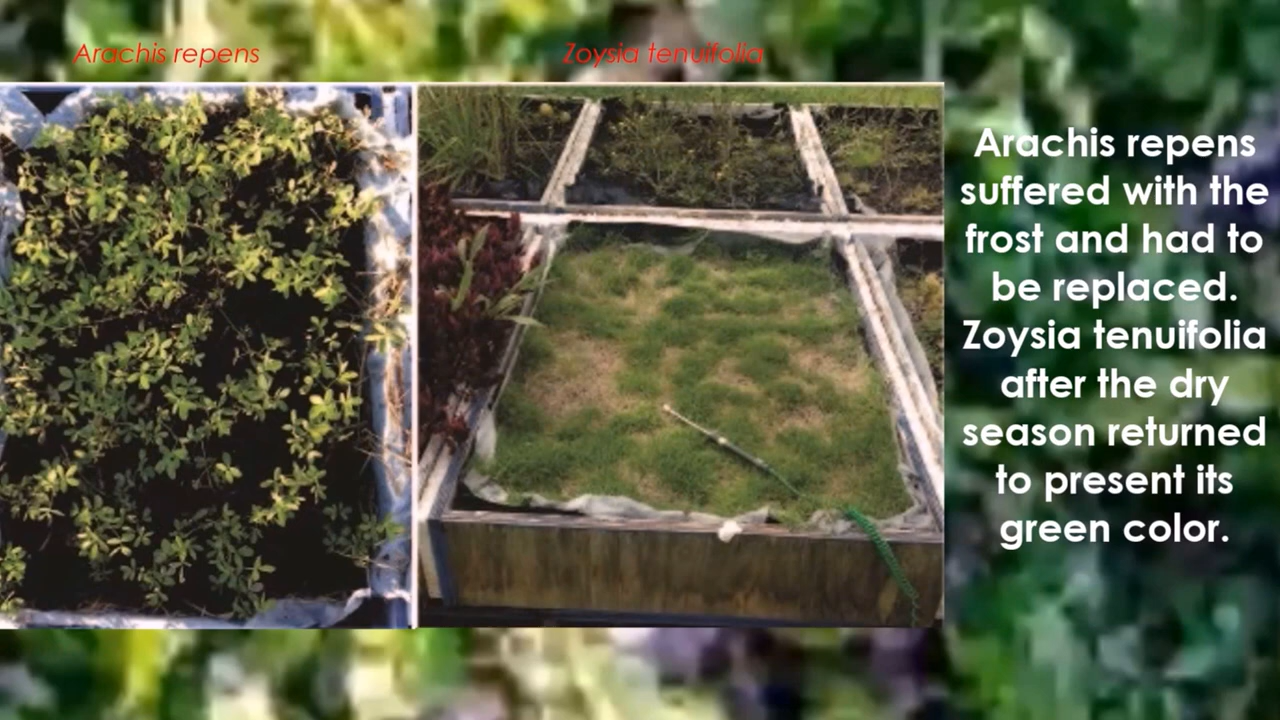 Arachis repens
Zoysia tenuifolia
Arachis repens
suffered with the
frost and had to
be replaced.
Zoysia tenuifolia
after the dry
season returned
to present its
green color.